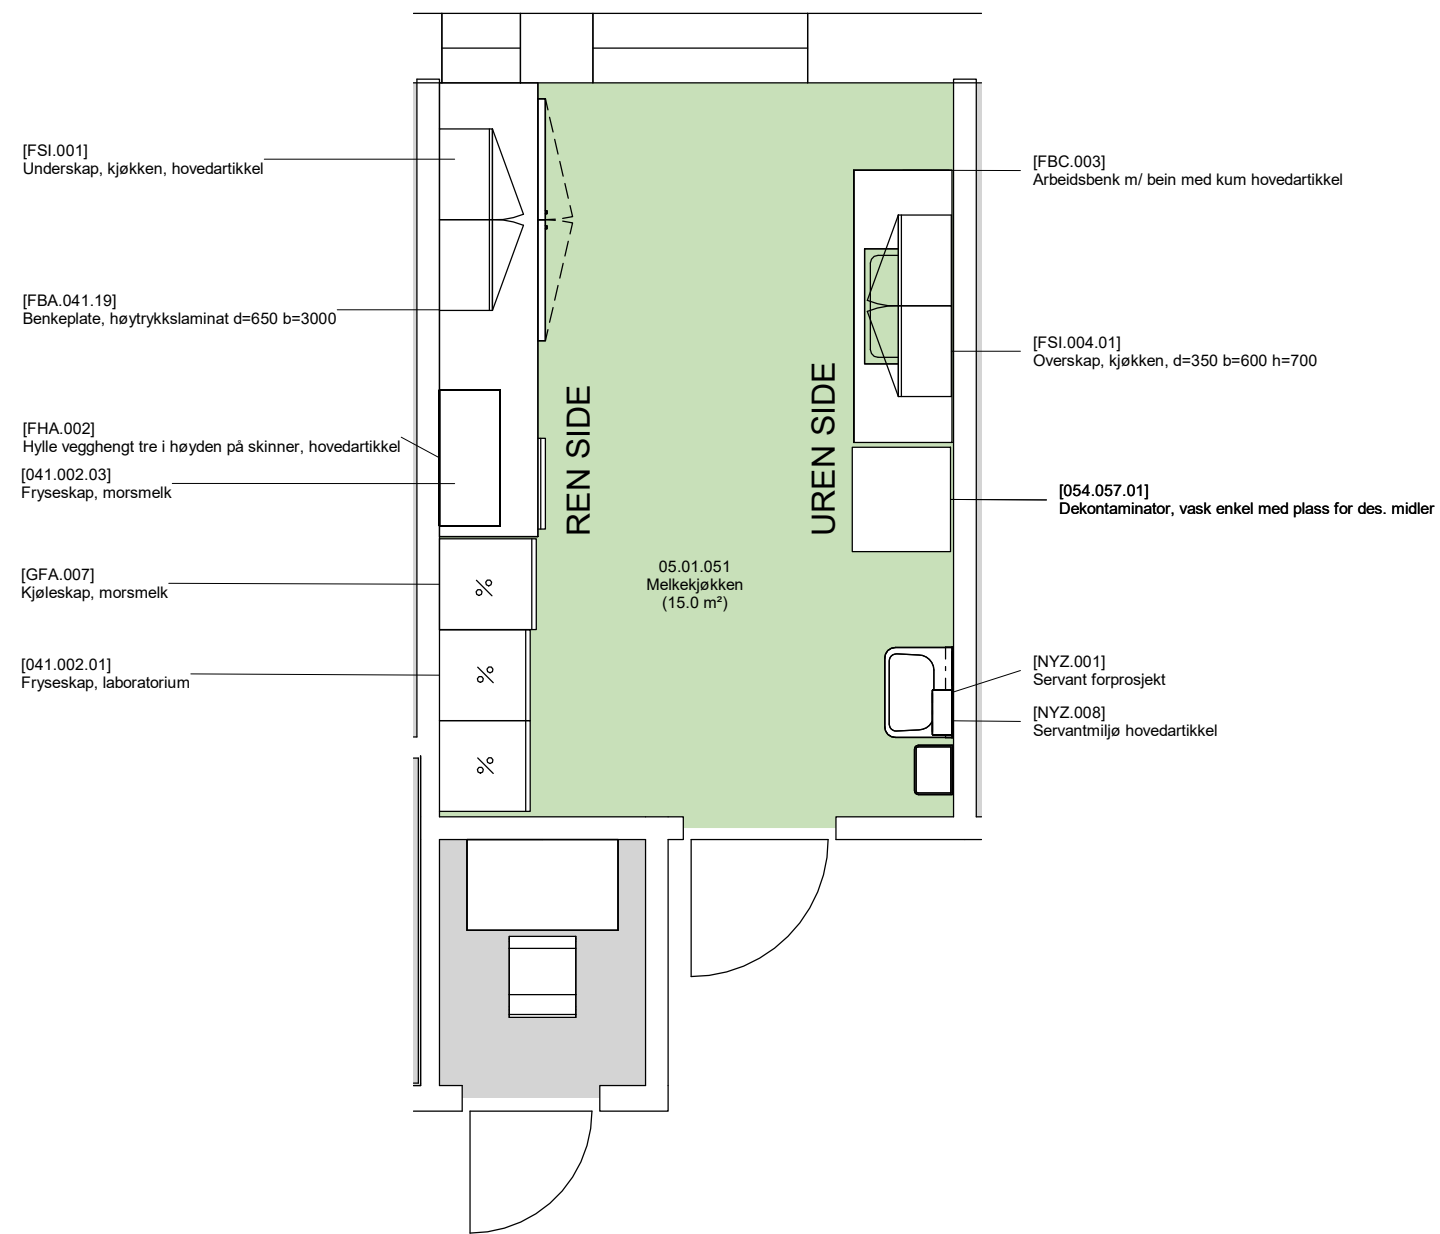 [FSI.001]
Underskap, kjøkken, hovedartikkel
[FBA.041.19]
Benkeplate, høytrykkslaminat d=650 b=3000
[FHA.002]
Hylle vegghengt tre i høyden på skinner, hovedartikkel
[041.002.03]
Fryseskap, morsmelk
[GFA.007]
Kjøleskap, morsmelk
[041.002.01]
Fryseskap, laboratorium
REN SIDE
UREN SIDE
05.01.051
Melkekjøkken
(15.0 m²)
[FBC.003]
Arbeidsbenk m/ bein med kum hovedartikkel
[FSI.004.01]
Overskap, kjøkken, d=350 b=600 h=700
[054.057.01]
Dekontaminator, vask enkel med plass for des. midler
[NYZ.001]
Servant forprosjekt
[NYZ.008]
Servantmiljø hovedartikkel
%
%
%